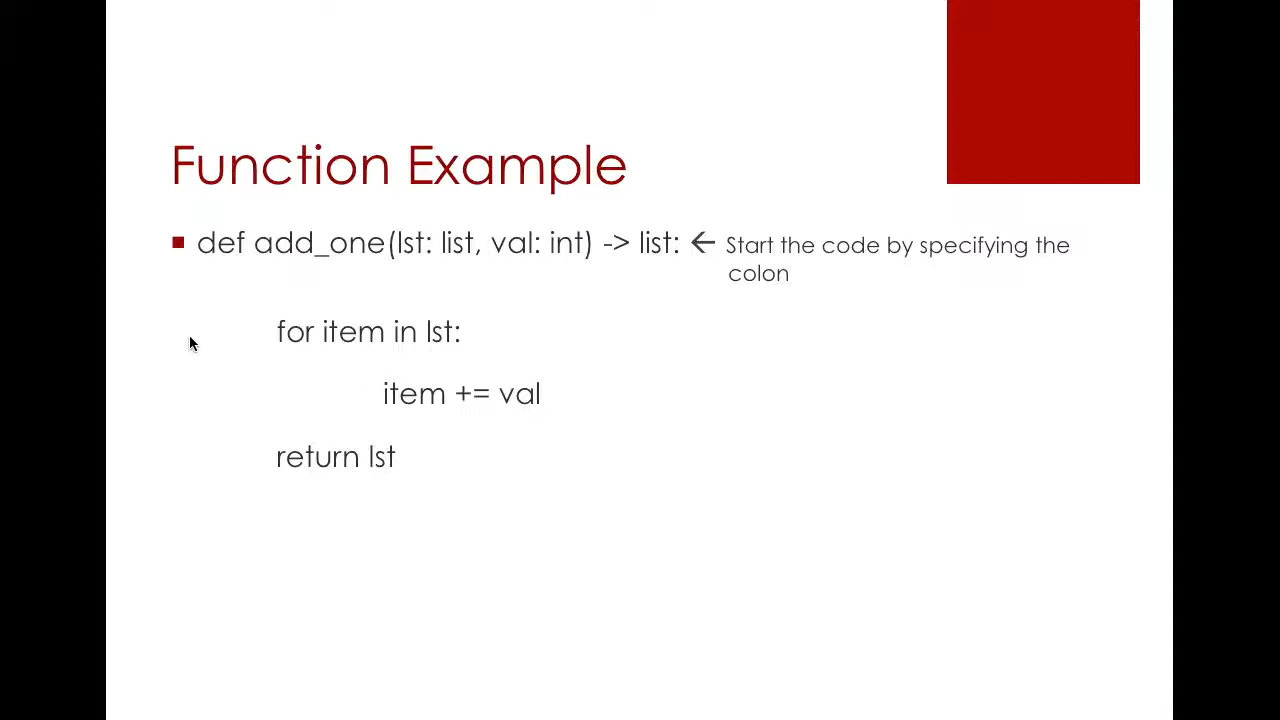 Function Example
def add_one(lst: list, val: int) -> list: ← Start the code by specifying the
colon
for item in lst:
item += val
return lst